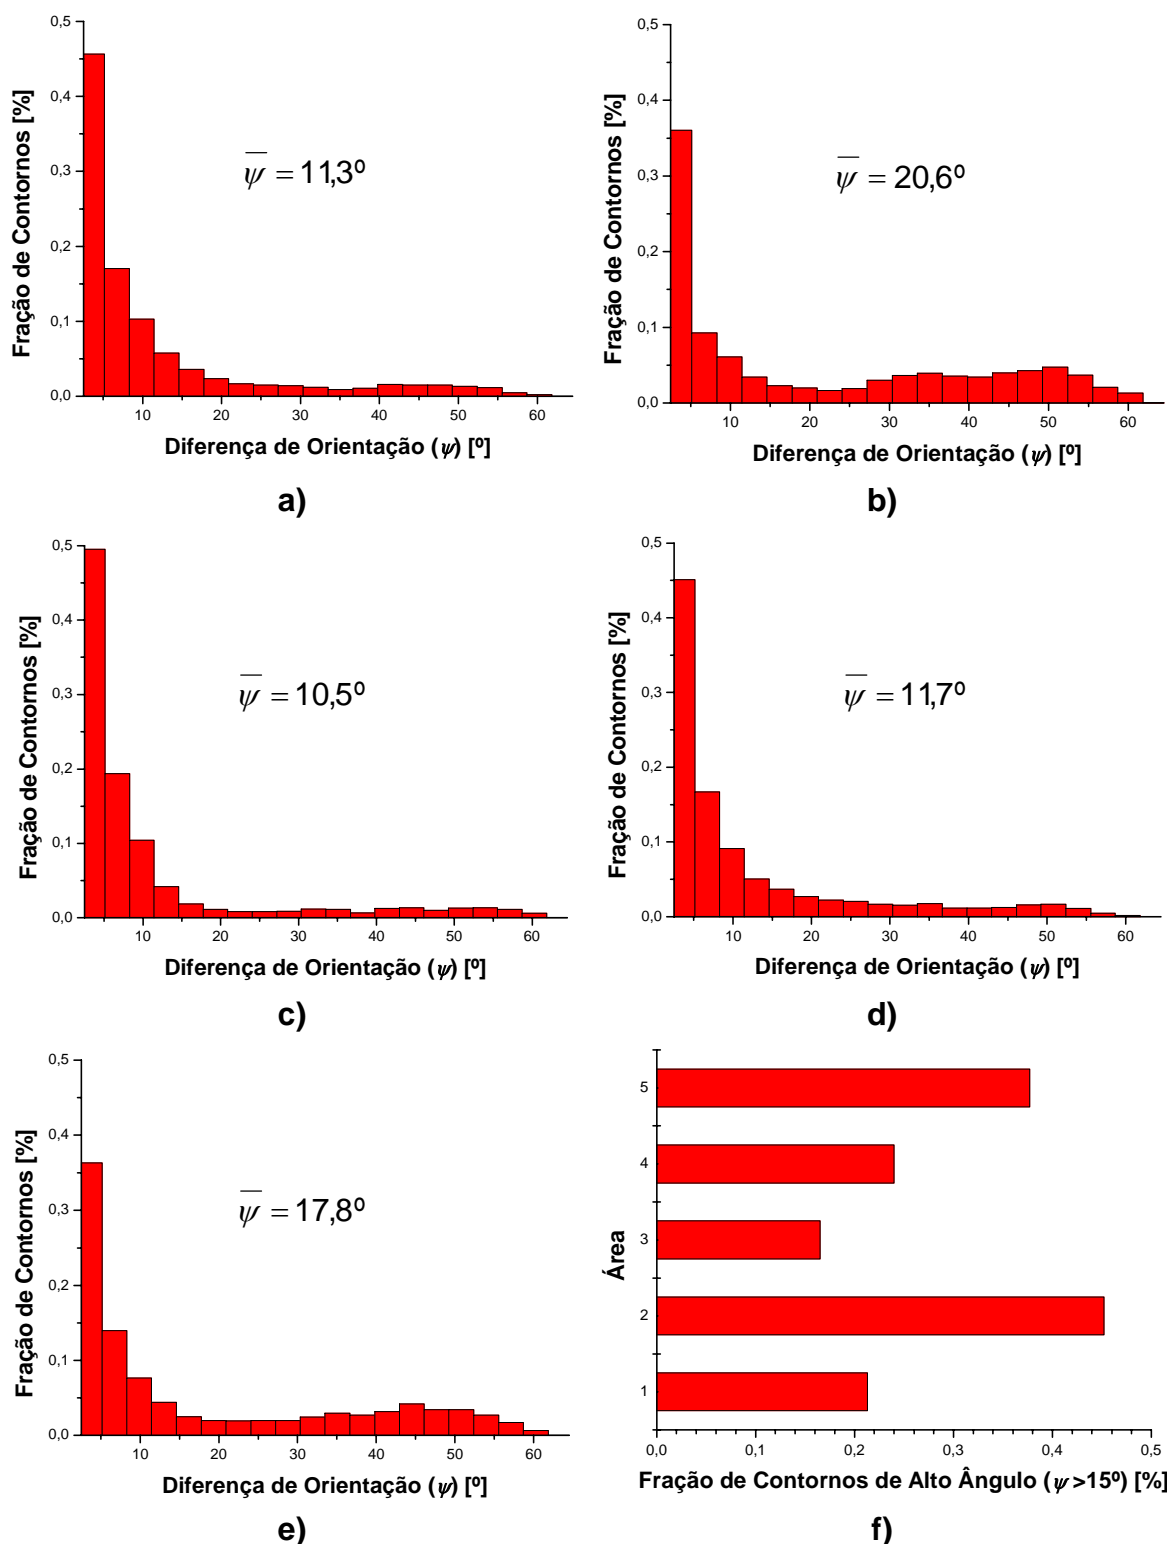 0,5
0,4
0,3
0,2
0,1
0,0
10 20 30 40 50 60
Fração de Contornos [%]
ψ = 11,3º
Diferença de Orientação (ψ) [º]
a)
0,5
0,4
0,3
0,2
0,1
0,0
10 20 30 40 50 60
Fração de Contornos [%]
ψ = 20,6º
Diferença de Orientação (ψ) [º]
b)
0,5
0,4
0,3
0,2
0,1
0,0
10 20 30 40 50 60
Fração de Contornos [%]
ψ = 10,5º
Diferença de Orientação (ψ) [º]
c)
0,5
0,4
0,3
0,2
0,1
0,0
10 20 30 40 50 60
Fração de Contornos [%]
ψ = 11,7º
Diferença de Orientação (ψ) [º]
d)
0,5
0,4
0,3
0,2
0,1
0,0
10 20 30 40 50 60
Fração de Contornos [%]
ψ = 17,8º
Diferença de Orientação (ψ) [º]
e)
5
4
3
2
1
Área
0,0 0,1 0,2 0,3 0,4 0,5
Fração de Contornos de Alto Ângulo (ψ >15º) [%]
f)